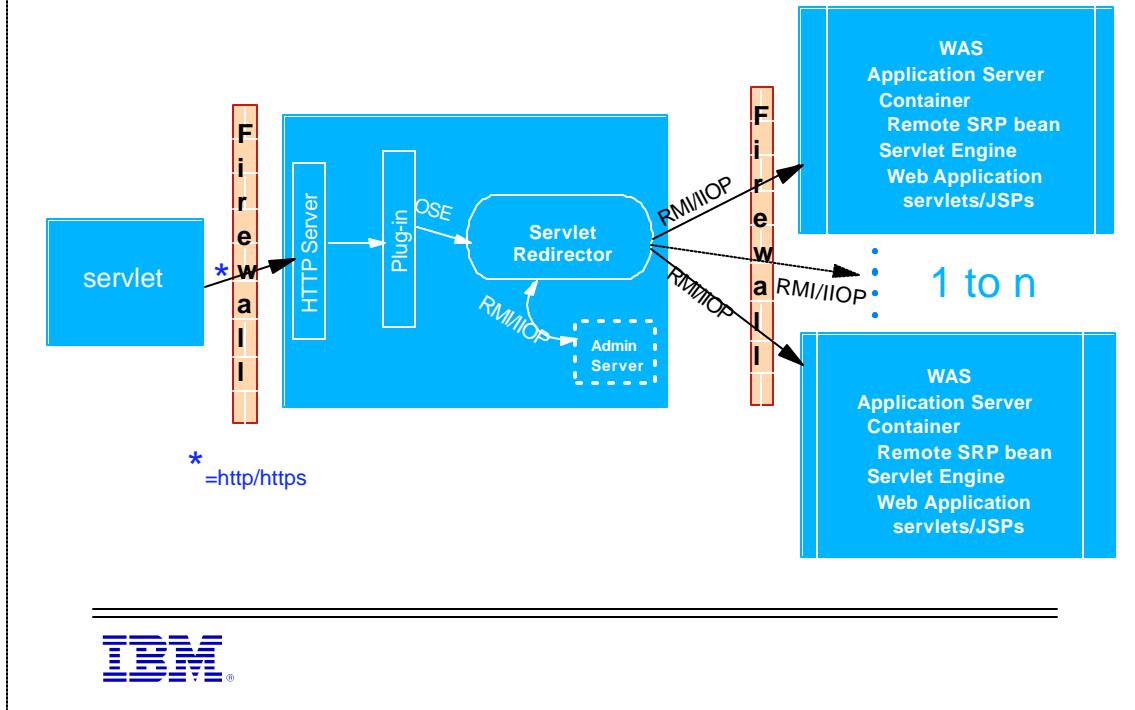 servlet
*
*
=http/https
Firewall
HTTP Server
Plug-in
OSE
Servlet
Redirector
RMI/IIOP
Admin
Server
Firewall
RMI/IIOP
RMI/IIOP
RMI/IIOP
WAS
Application Server
Container
Remote SRP bean
Servlet Engine
Web Application
servlets/JSPs
1 to n
WAS
Application Server
Container
Remote SRP bean
Servlet Engine
Web Application
servlets/JSPs
IBM®